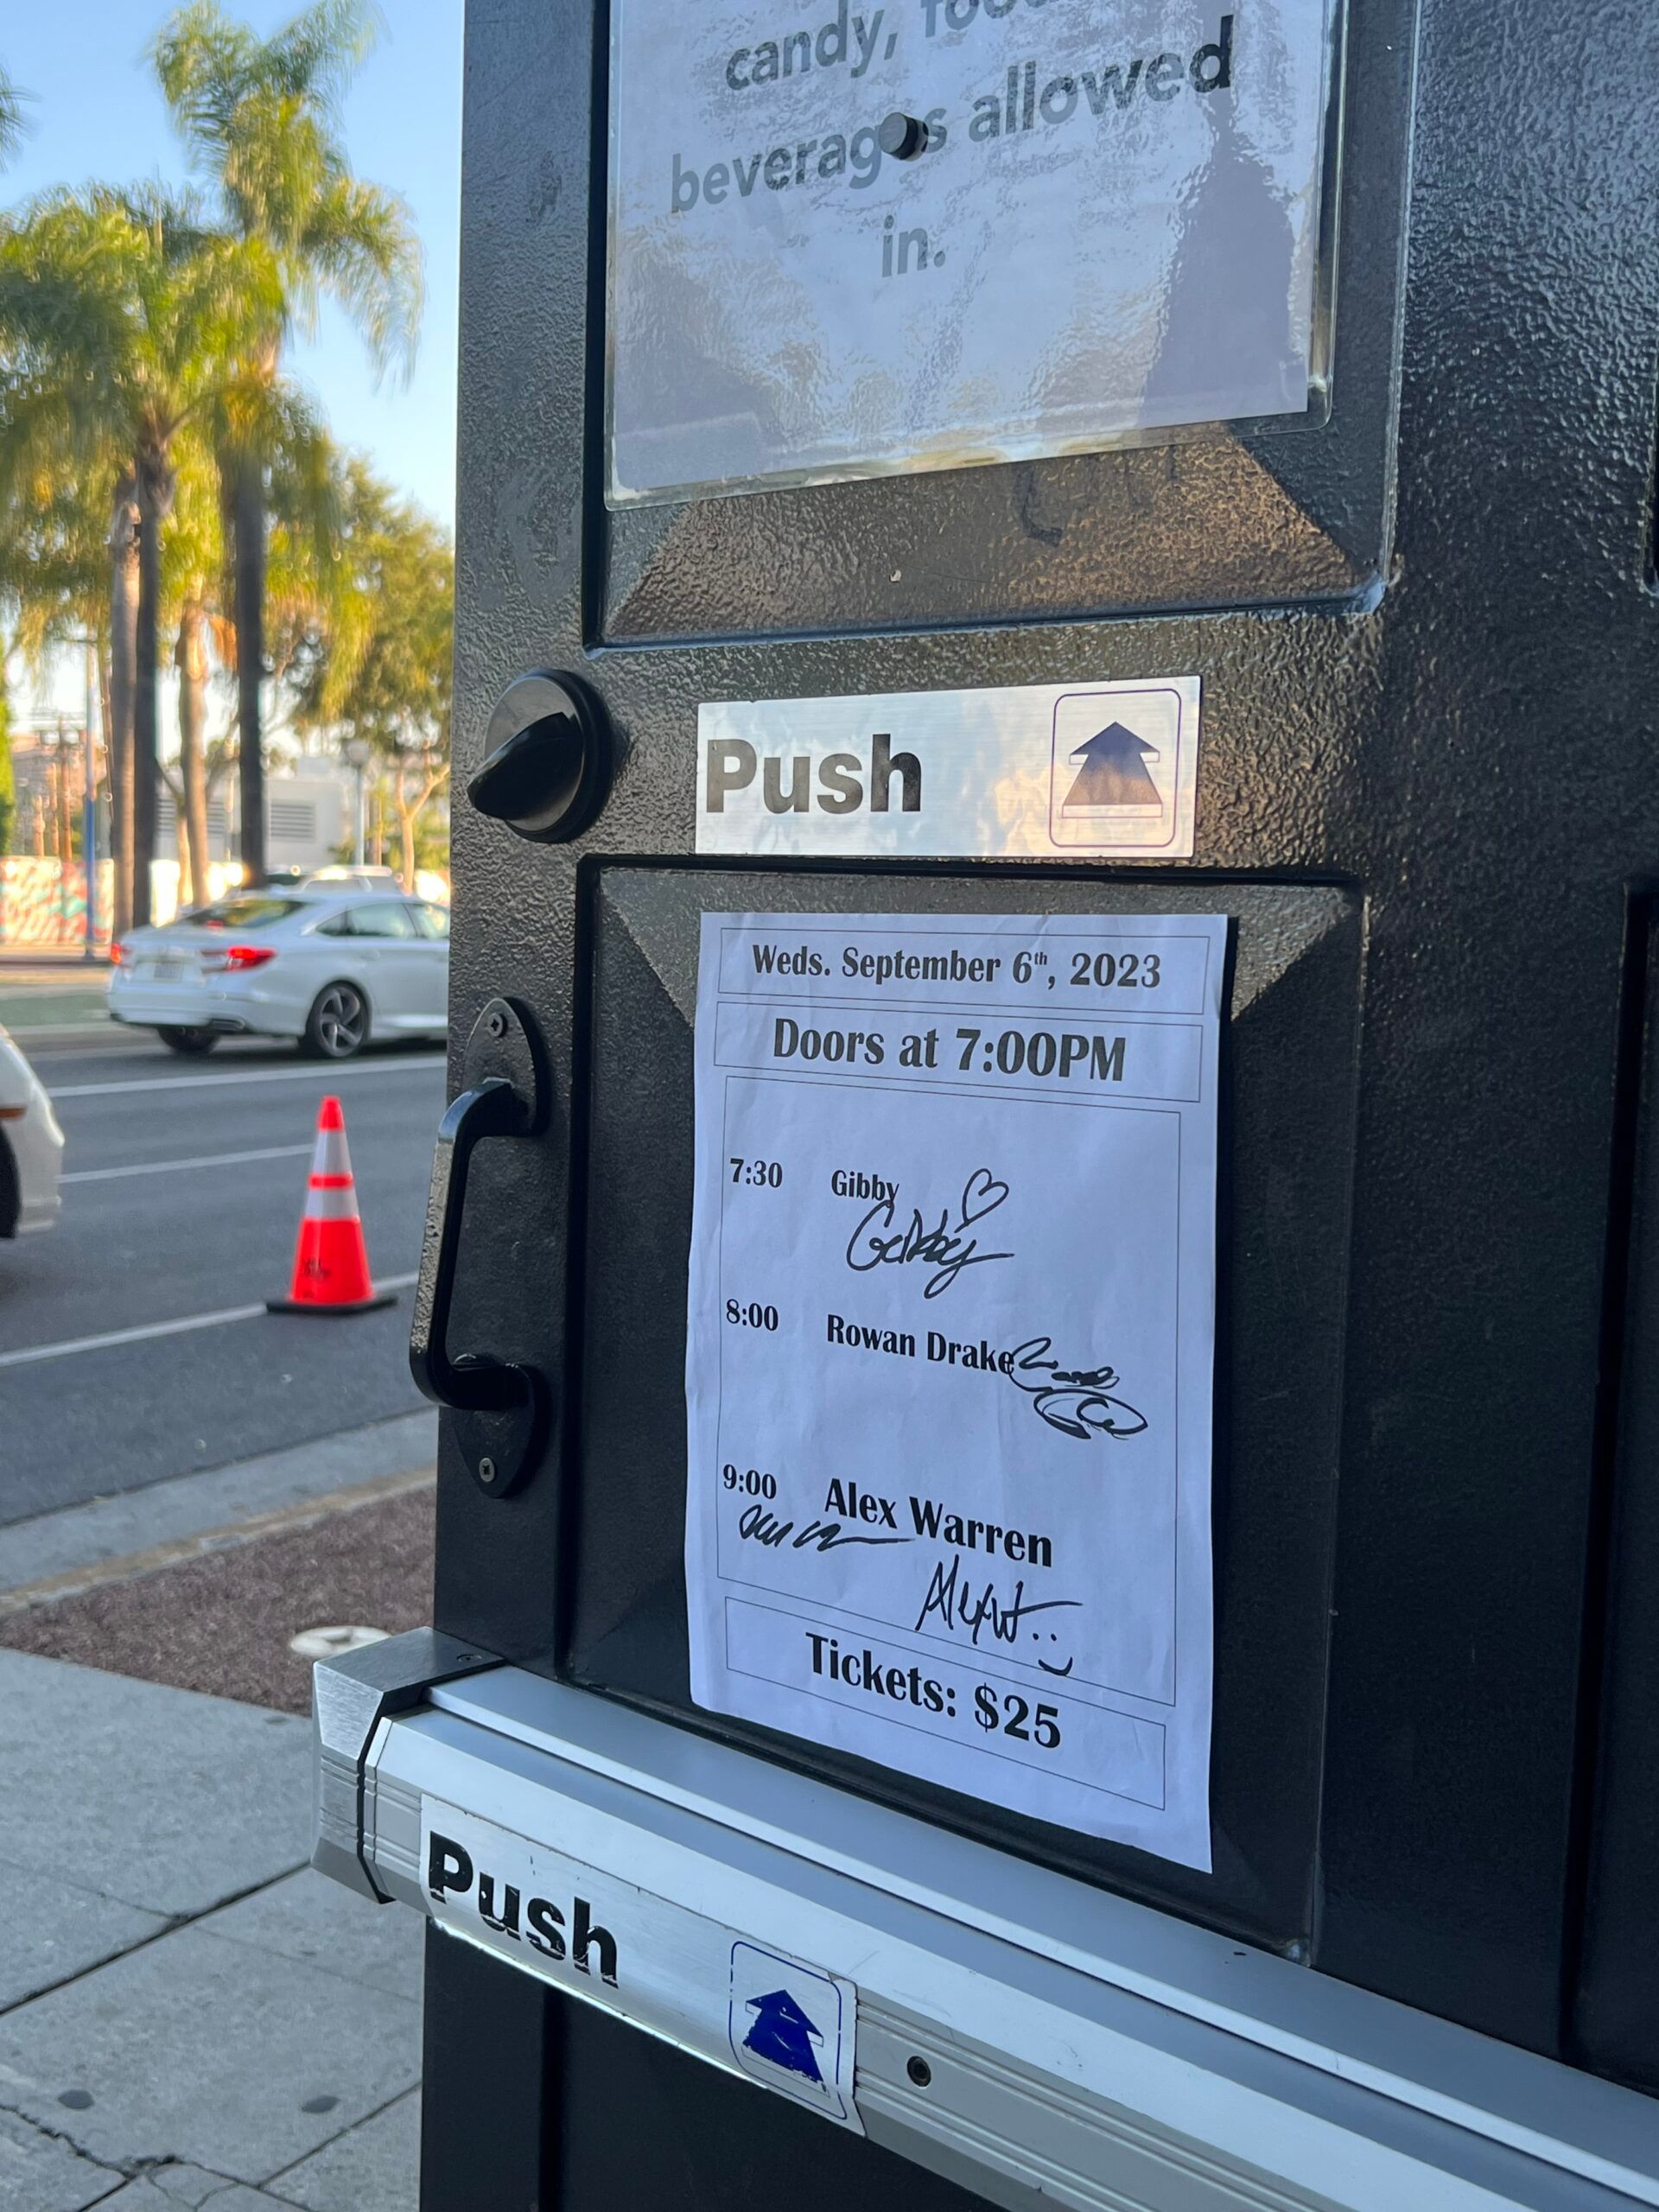 candy,
beverages allowed
in.
Push
Weds. September 6th, 2023
Doors at 7:00PM
7:30 Gibby
Gibby
8:00 Rowan Drake
9:00 Alex Warren
Tickets: $25
Push